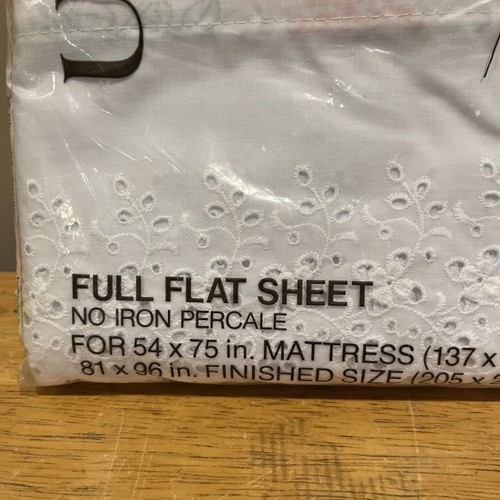 FULL FLAT SHEET
NO IRON PERCALE
FOR 54 x 75 in. MATTRESS (137 x
81 x 96 in. FINISHED SIZE (205 x